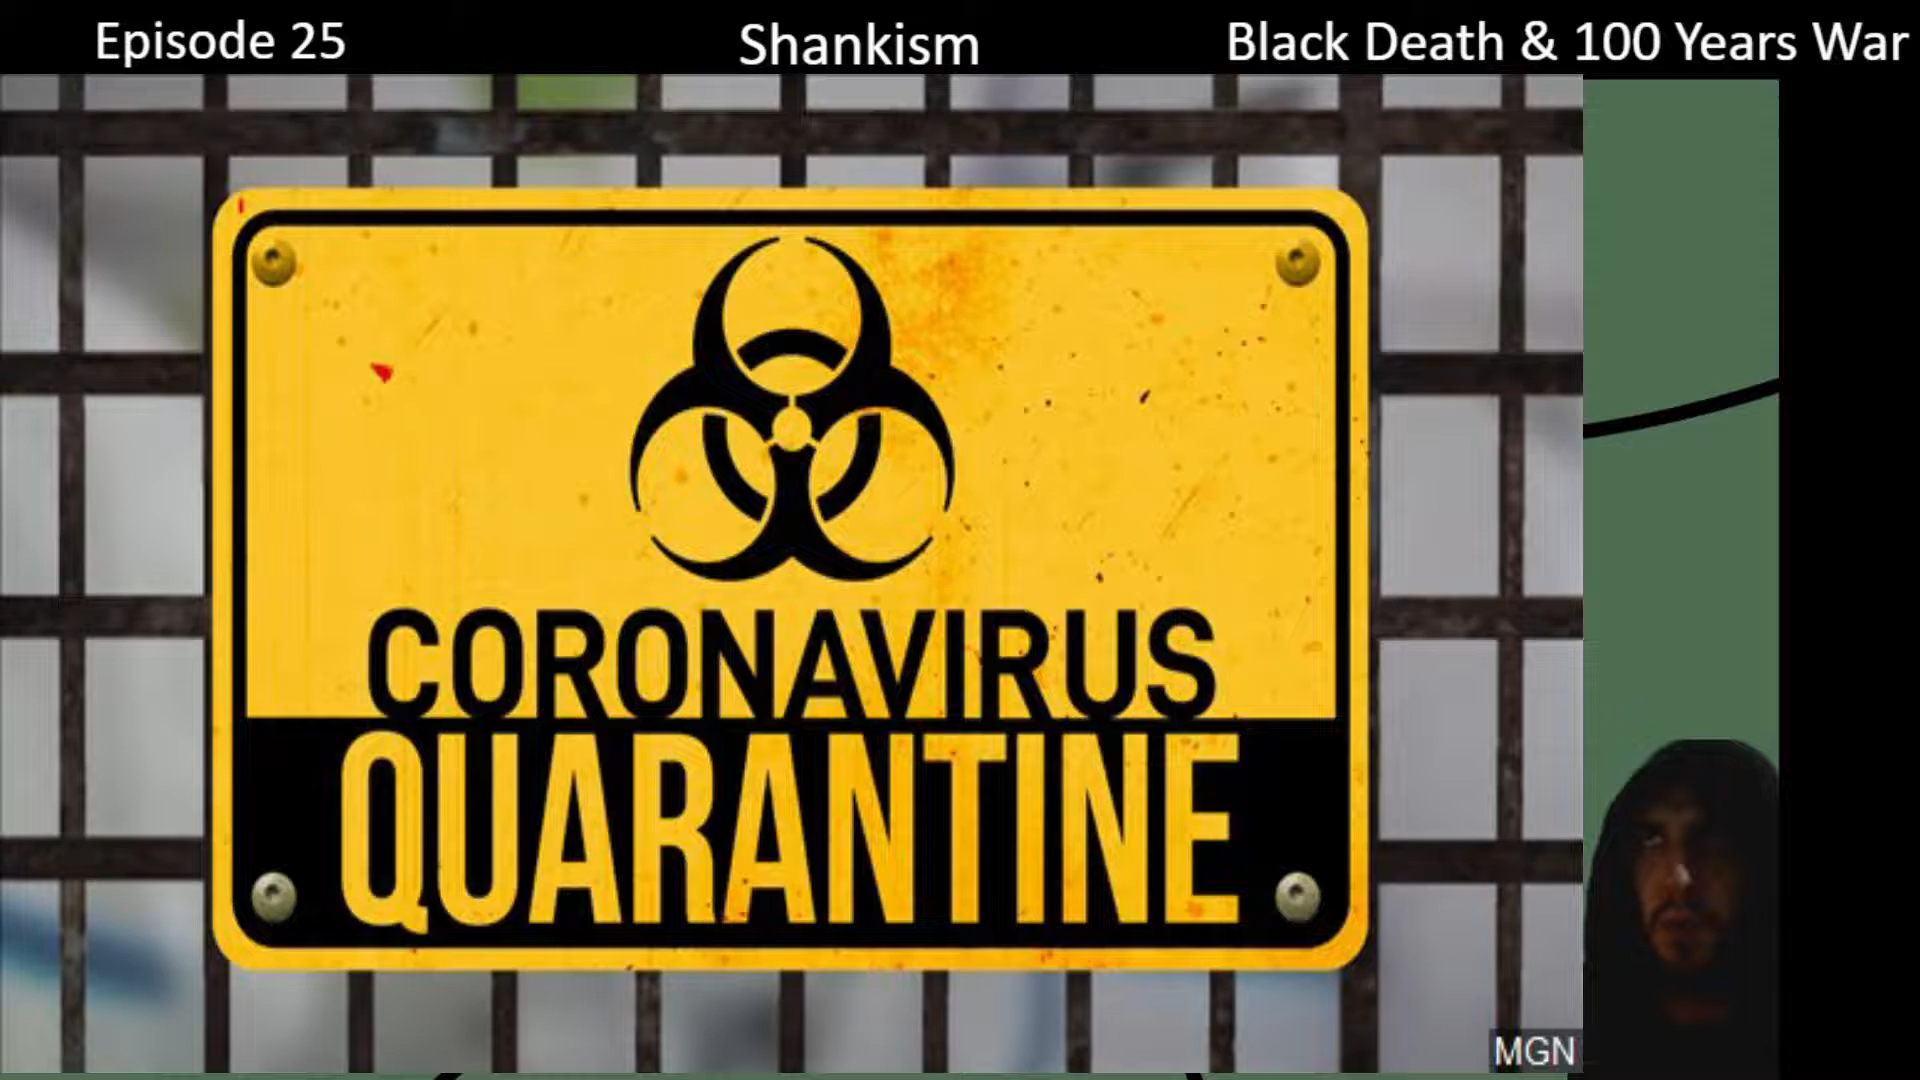 Episode 25
Shankism
Black Death & 100 Years War
CORONAVIRUS
QUARANTINE
MGN